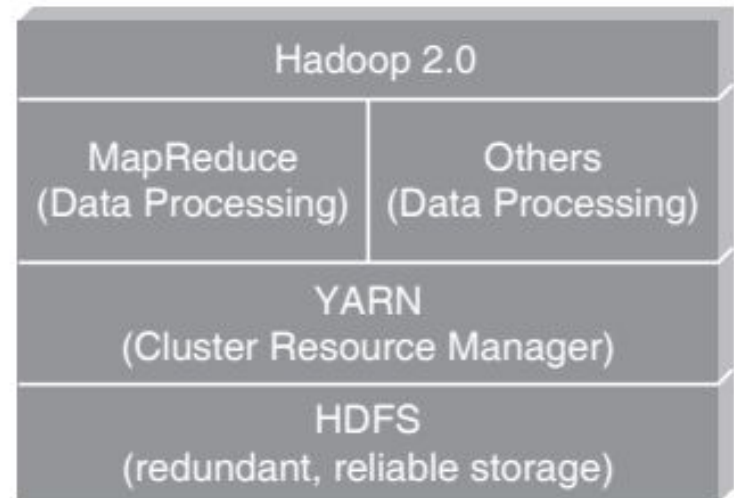 Hadoop 2.0
MapReduce
(Data Processing)
Others
(Data Processing)
YARN
(Cluster Resource Manager)
HDFS
(redundant, reliable storage)